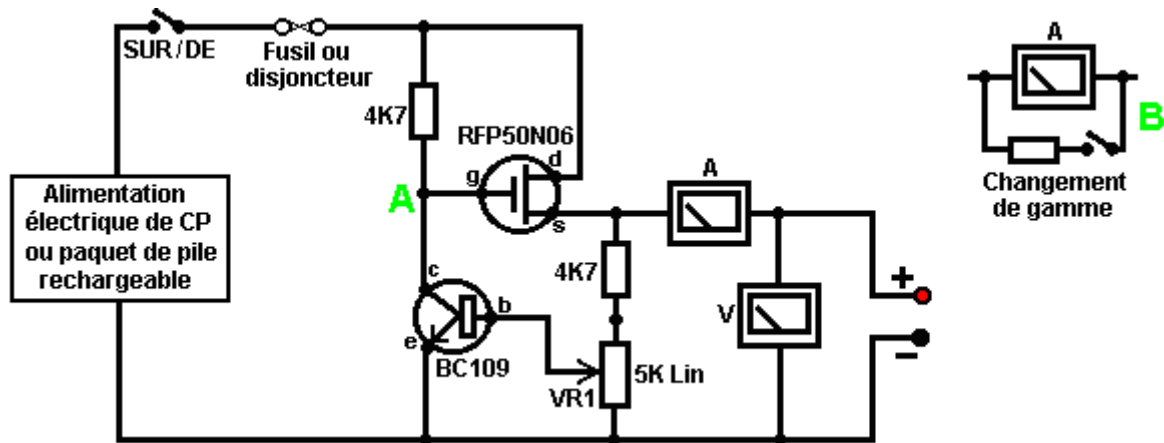 SUR/DE
Fusil ou
disjoncteur
4K7
RFP50N06
d
g
A
s
A
Alimentation
électrique de CP
ou paquet de pile
rechargeable
c
b
e
BC109
4K7
VR1
5K Lin
V
+
−
A
B
Changement
de gamme